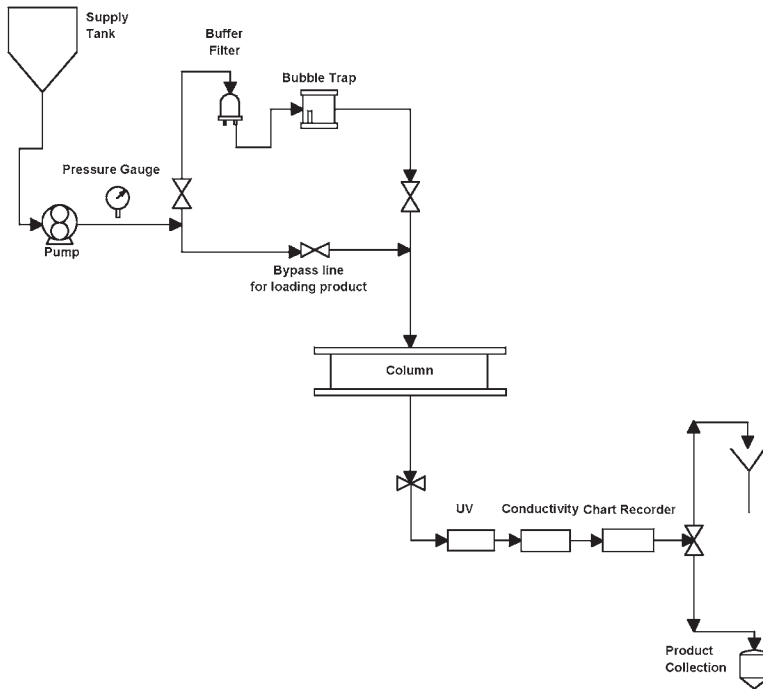 Supply
Tank
Buffer
Filter
Bubble Trap
Pressure Gauge
Pump
Bypass line
for loading product
Column
UV
Conductivity
Chart Recorder
Product
Collection